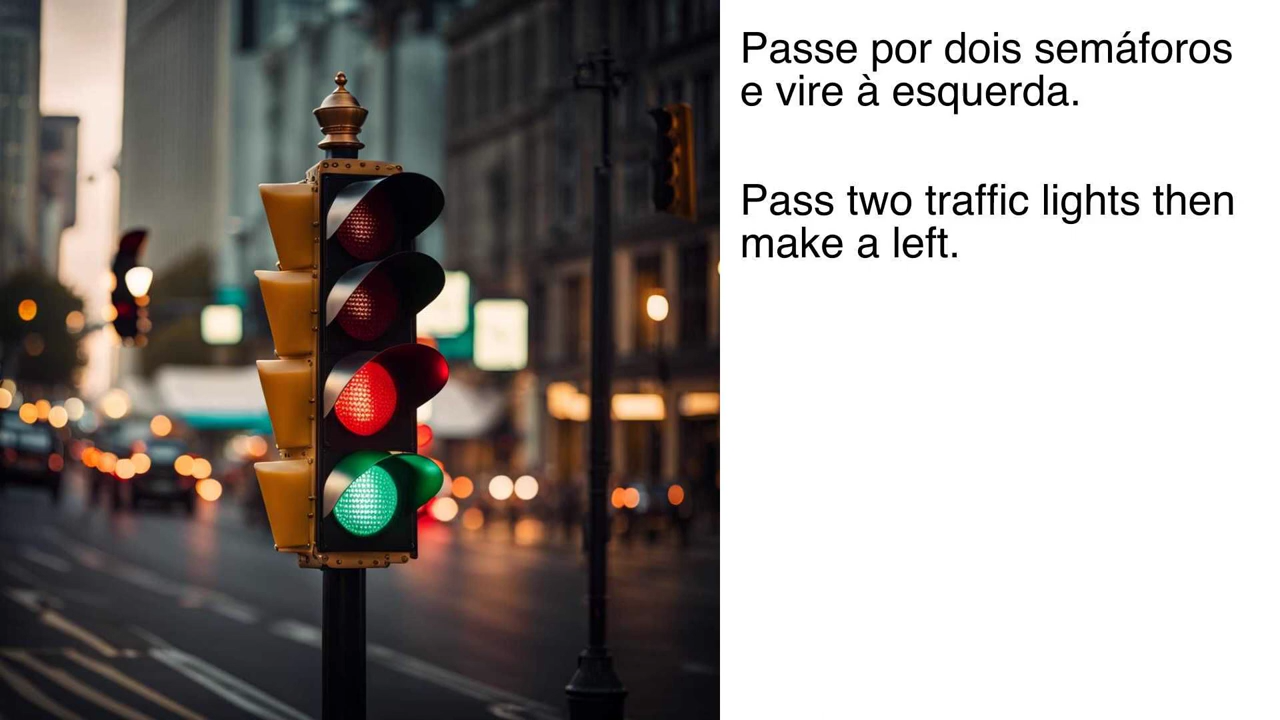 Passe por dois semáforos
e vire à esquerda.
Pass two traffic lights then
make a left.